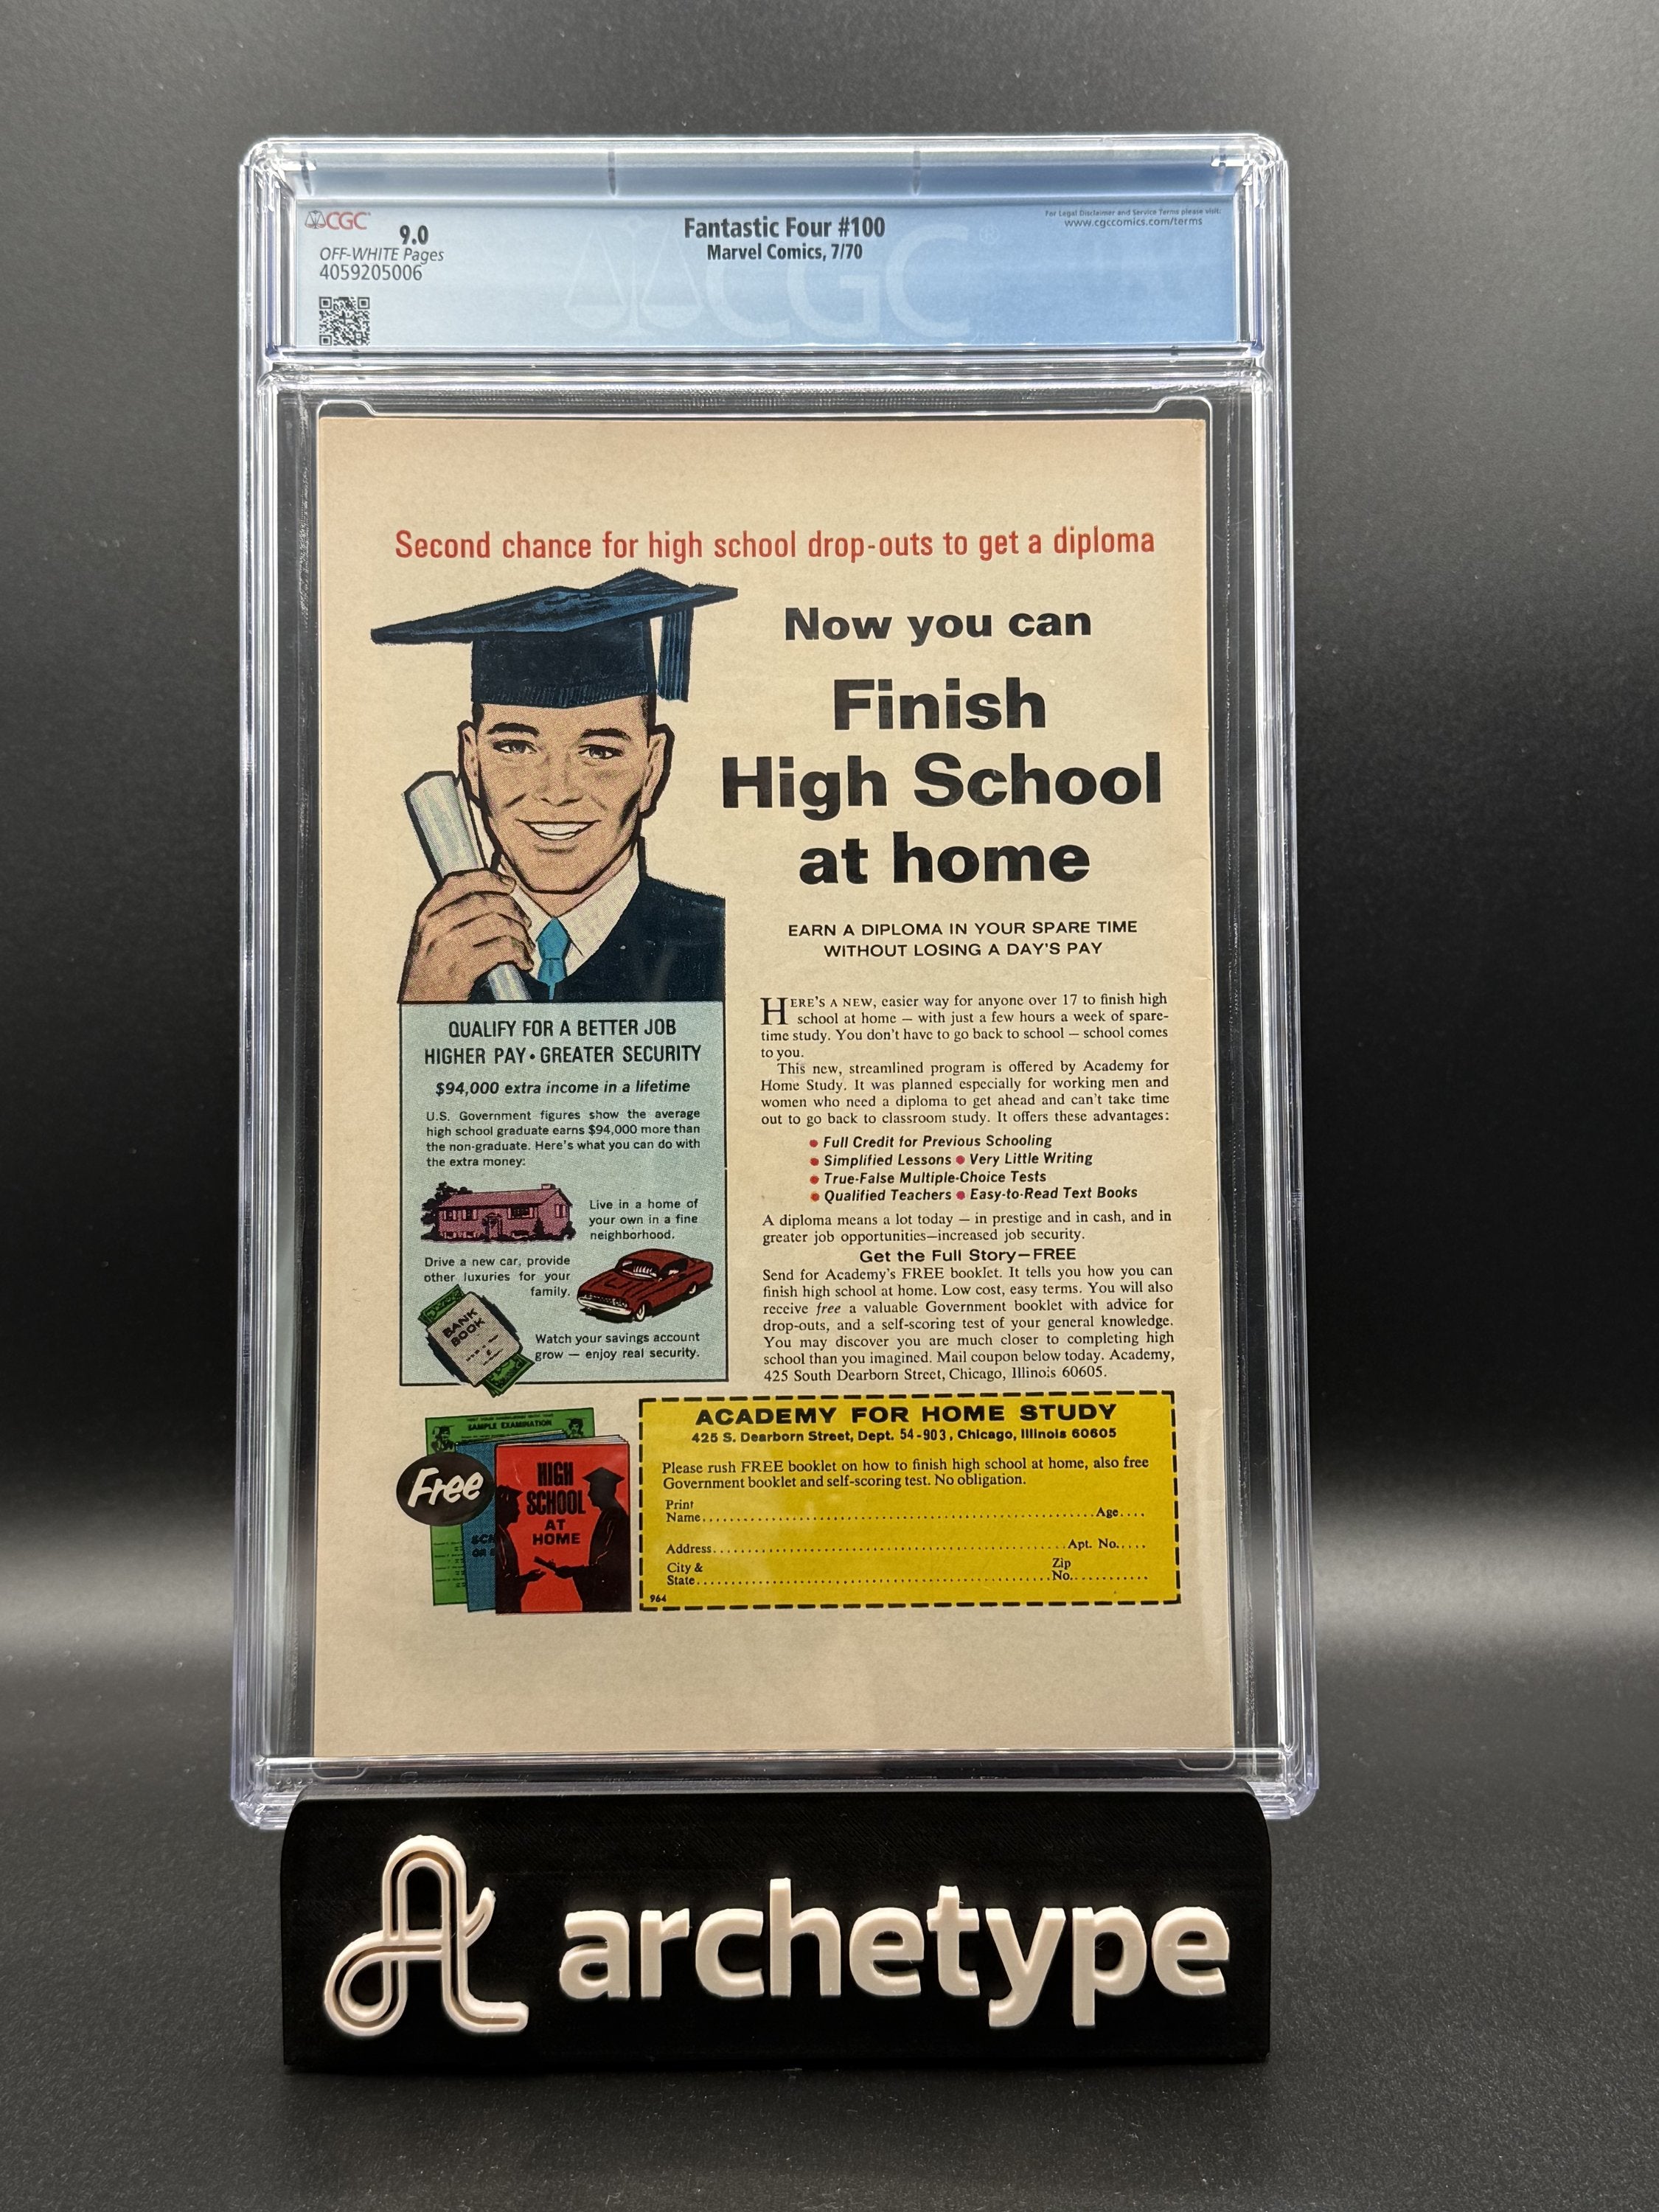 CGC
9.0
OFF-WHITE Pages
4059205006
Fantastic Four #100
Marvel Comics, 7/70
For Legal Disclaimer and Service Terms please visit:
www.cgccomics.com/terms
CGC
Second chance for high school drop-outs to get a diploma
Now you can
Finish
High School
at home
EARN A DIPLOMA IN YOUR SPARE TIME
WITHOUT LOSING A DAY'S PAY
HERE'S A NEW, easier way for anyone over 17 to finish high
school at home — with just a few hours a week of spare-
time study. You don't have to go back to school — school comes
to you.
This new, streamlined program is offered by Academy for
Home Study. It was planned especially for working men and
women who need a diploma to get ahead and can't take time
out to go back to classroom study. It offers these advantages:
• Full Credit for Previous Schooling
• Simplified Lessons • Very Little Writing
• True-False Multiple-Choice Tests
• Qualified Teachers • Easy-to-Read Text Books
A diploma means a lot today — in prestige and in cash, and in
greater job opportunities—increased job security.
Get the Full Story—FREE
Send for Academy's FREE booklet. It tells you how you can
finish high school at home. Low cost, easy terms. You will also
receive free a valuable Government booklet with advice for
drop-outs, and a self-scoring test of your general knowledge.
You may discover you are much closer to completing high
school than you imagined. Mail coupon below today. Academy,
425 South Dearborn Street, Chicago, Illinois 60605.
QUALIFY FOR A BETTER JOB
HIGHER PAY • GREATER SECURITY
$94,000 extra income in a lifetime
U.S. Government figures show the average
high school graduate earns $94,000 more than
the non-graduate. Here's what you can do with
the extra money:
Live in a home of
your own in a fine
neighborhood.
Drive a new car, provide
other luxuries for your
family.
BANK
BOOK
Watch your savings account
grow — enjoy real security.
SAMPLE EXAMINATION
Free
HIGH
SCHOOL
AT
HOME
ACADEMY FOR HOME STUDY
425 S. Dearborn Street, Dept. 54-903, Chicago, Illinois 60605
Please rush FREE booklet on how to finish high school at home, also free
Government booklet and self-scoring test. No obligation.
Print
Name..........Age....
Address..........Apt. No.....
City & Zip
State..........No..........
964
A archetype